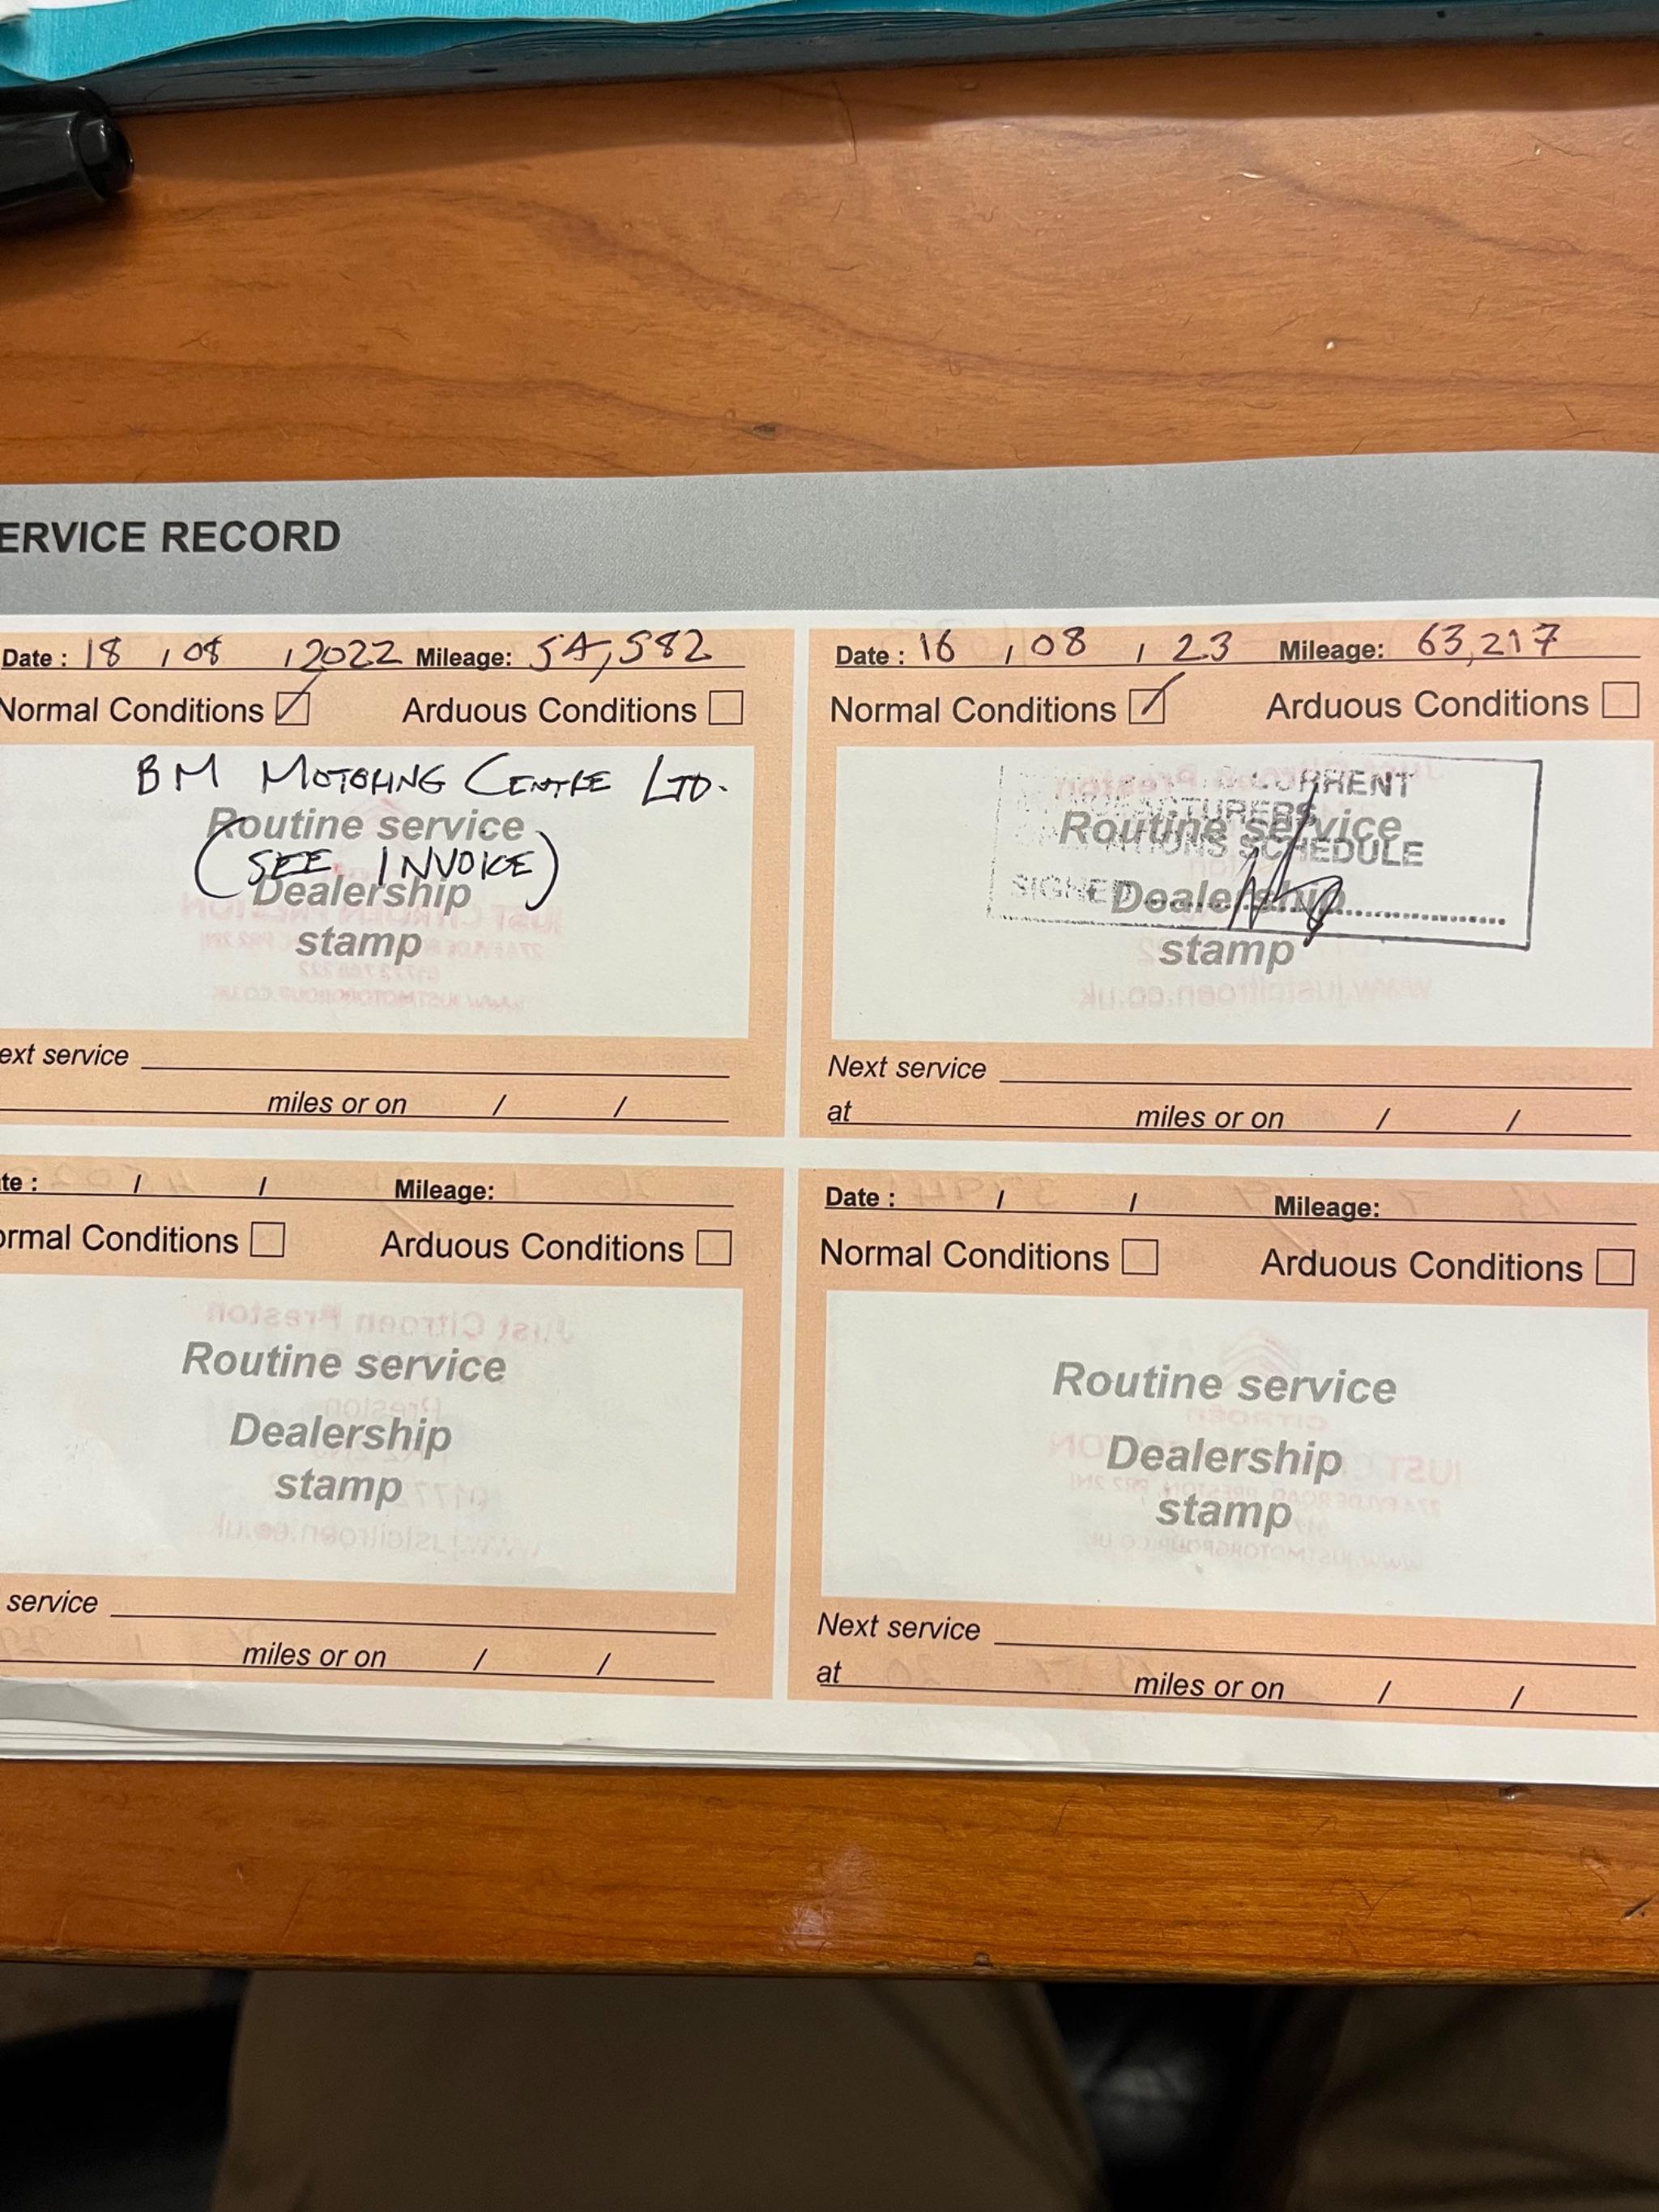 ERVICE RECORD
Date : 18 / 08 / 2022 Mileage: 54,582
Normal Conditions Arduous Conditions
BM MOTORING CENTRE LTD.
Routine service
(SEE INVOICE)
Dealership
stamp
ext service
miles or on / /
Date : 16 / 08 / 23 Mileage: 63,217
Normal Conditions Arduous Conditions
CURRENT
Routine service
SCHEDULE
SIGNED
Dealership
stamp
Next service
at miles or on / /
te : / / Mileage:
ormal Conditions Arduous Conditions
Routine service
Dealership
stamp
service
miles or on / /
Date : / / Mileage:
Normal Conditions Arduous Conditions
Routine service
Dealership
stamp
Next service
at miles or on / /